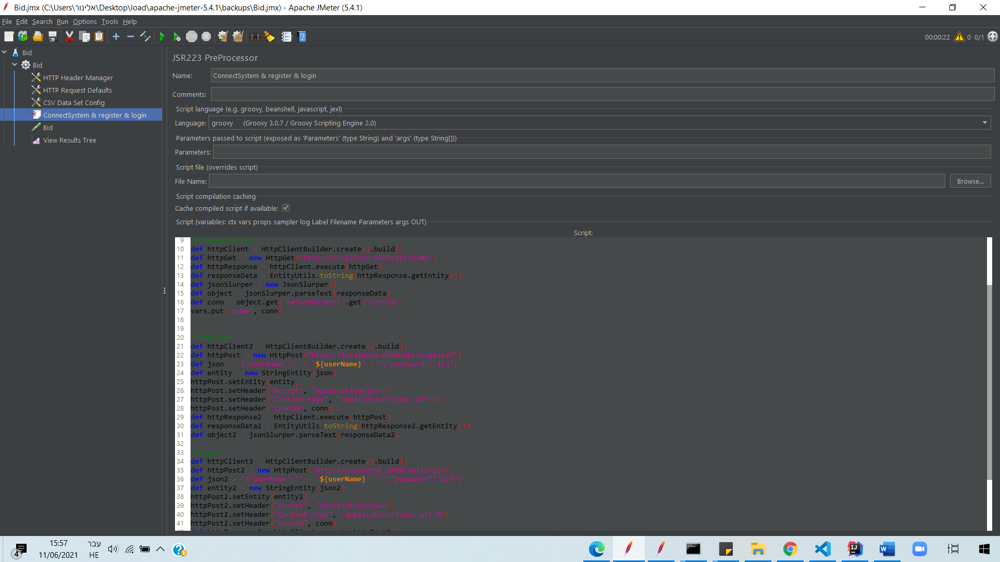 Bid.jmx (C:\Users\אלינור\Desktop\load\apache-jmeter-5.4.1\backups\Bid.jmx) - Apache JMeter (5.4.1)
File Edit Search Run Options Tools Help
00:00:22 0 0/1
Bid
Bid
HTTP Header Manager
HTTP Request Defaults
CSV Data Set Config
ConnectSystem & register & login
Bid
View Results Tree
JSR223 PreProcessor
Name: ConnectSystem & register & login
Comments:
Script language (e.g. groovy, beanshell, javascript, jexl)
Language: groovy (Groovy 3.0.7 / Groovy Scripting Engine 2.0)
Parameters passed to script (exposed as 'Parameters' (type String) and 'args' (type String[]))
Parameters:
Script file (overrides script)
File Name: Browse...
Script compilation caching
Cache compiled script if available:
Script (variables: ctx vars props sampler log Label Filename Parameters args OUT)
Script:
9 //ConnectSystem
10 def httpClient = HttpClientBuilder.create().build()
11 def httpGet = new HttpGet("http://localhost:8080/api/home")
12 def httpResponse = httpClient.execute(httpGet)
13 def responseData = EntityUtils.toString(httpResponse.getEntity())
14 def jsonSlurper = new JsonSlurper()
15 def object = jsonSlurper.parseText(responseData)
16 def conn = object.get("returnObject").get("connID")
17 vars.put('name', conn)
18
19
20 //Register
21 def httpClient2 = HttpClientBuilder.create().build()
22 def httpPost = new HttpPost("http://localhost:8080/api/register")
23 def json = '{"userName":"' + "${userName}" +'","password":"123"}'
24 def entity = new StringEntity(json)
25 httpPost.setEntity(entity)
26 httpPost.setHeader("Accept", "application/json")
27 httpPost.setHeader("Content-type", "application/json; utf-8")
28 httpPost.setHeader("connID", conn)
29 def httpResponse2 = httpClient.execute(httpPost)
30 def responseData2 = EntityUtils.toString(httpResponse2.getEntity())
31 def object2 = jsonSlurper.parseText(responseData2)
32
33 //Login
34 def httpClient3 = HttpClientBuilder.create().build()
35 def httpPost2 = new HttpPost("http://localhost:8080/api/login")
36 def json2 = '{"userName":"' + "${userName}" +'","password":"123"}'
37 def entity2 = new StringEntity(json2)
38 httpPost2.setEntity(entity2)
39 httpPost2.setHeader("Accept", "application/json")
40 httpPost2.setHeader("Content-type", "application/json; utf-8")
41 httpPost2.setHeader("connID", conn)
4
15:57
11/06/2021
עבר
HE